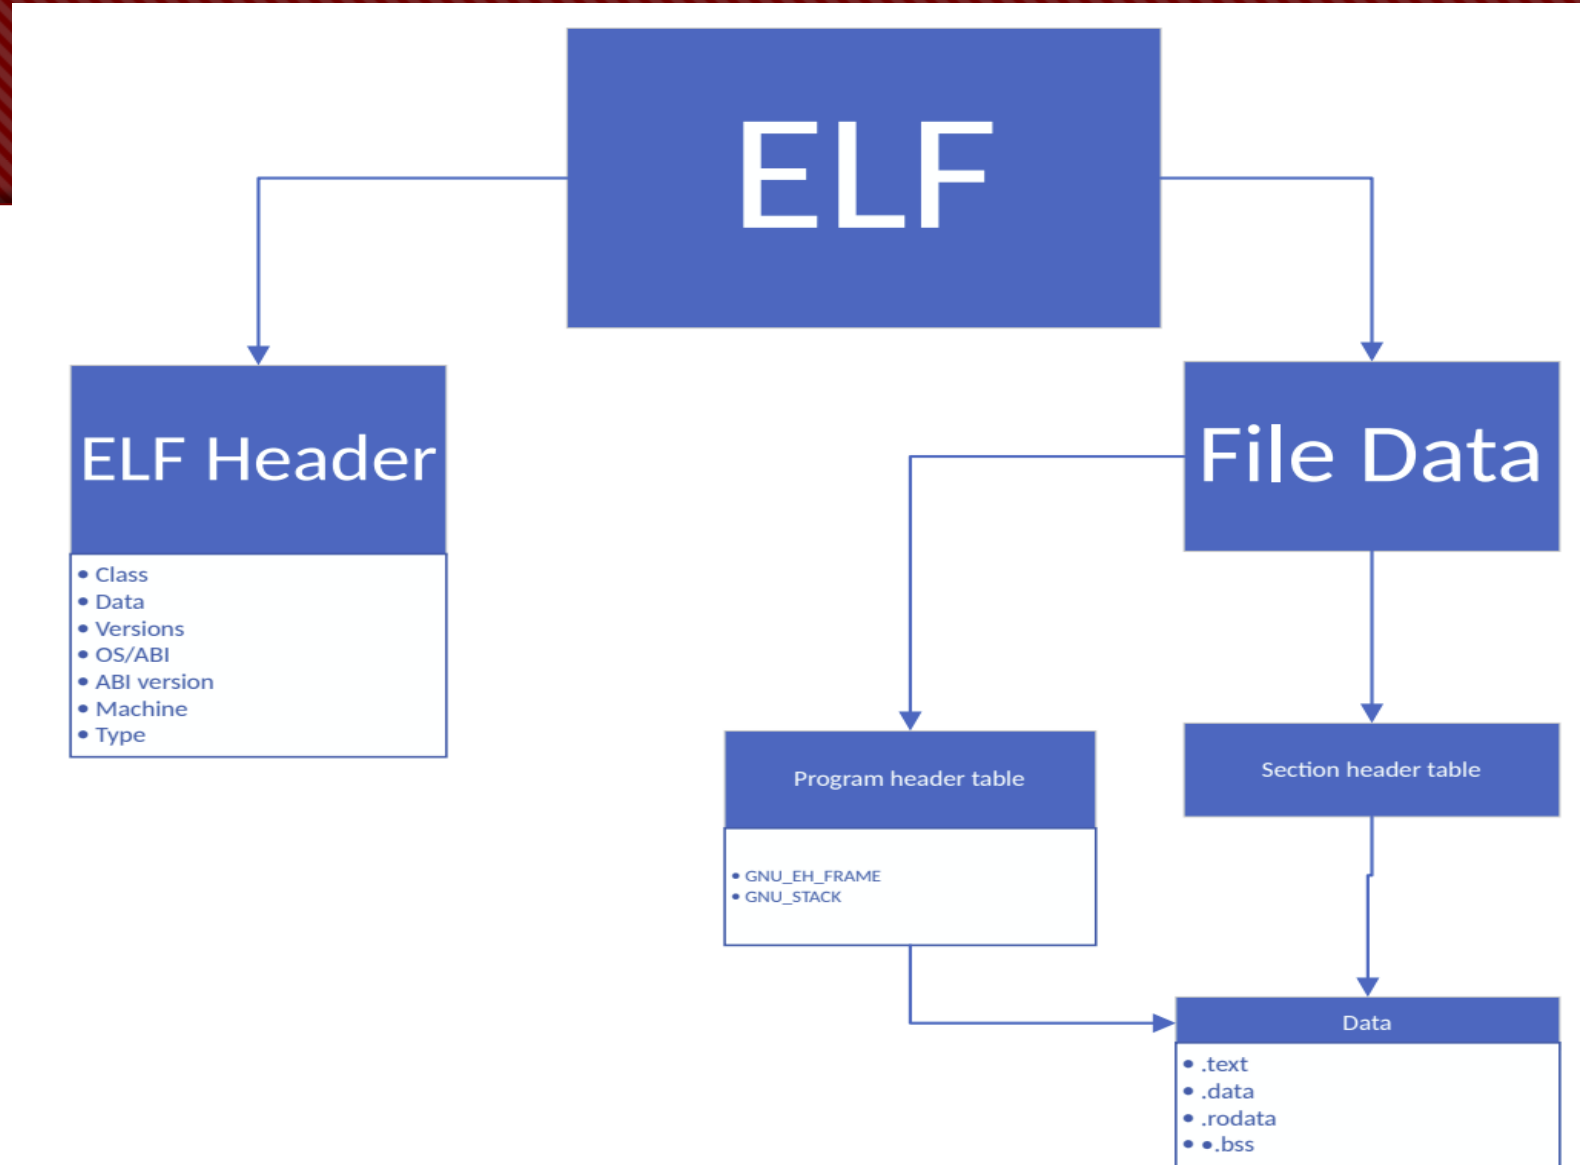 ELF
ELF Header
• Class
• Data
• Versions
• OS/ABI
• ABI version
• Machine
• Type
File Data
Program header table
• GNU_EH_FRAME
• GNU_STACK
Section header table
Data
• .text
• .data
• .rodata
• •.bss